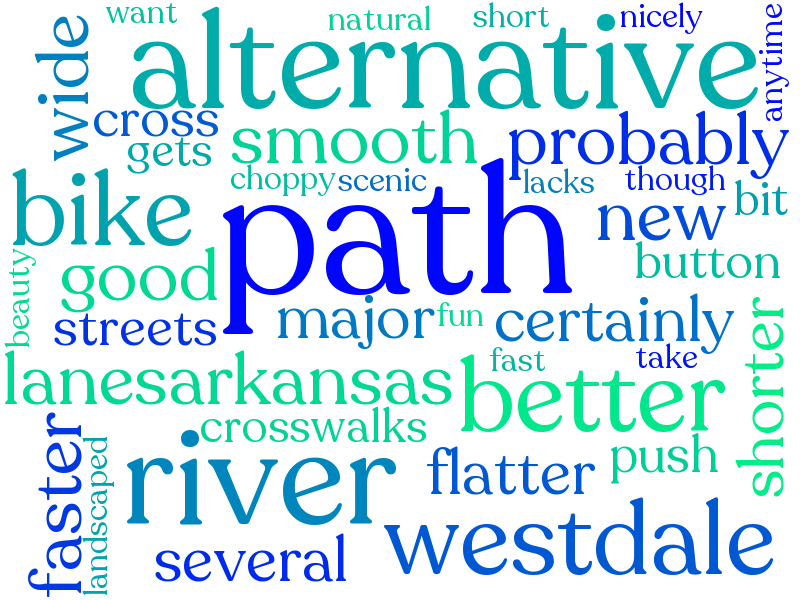 want
natural
short
nicely
anytime
alternative
wide
cross
gets
smooth
probably
choppy
scenic
lacks
though
bit
bike
path
new
button
good
beauty
streets
major
fun
certainly
shorter
lanesarkansas
fast
take
better
crosswalks
faster
landscaped
river
flatter
push
several
westdale